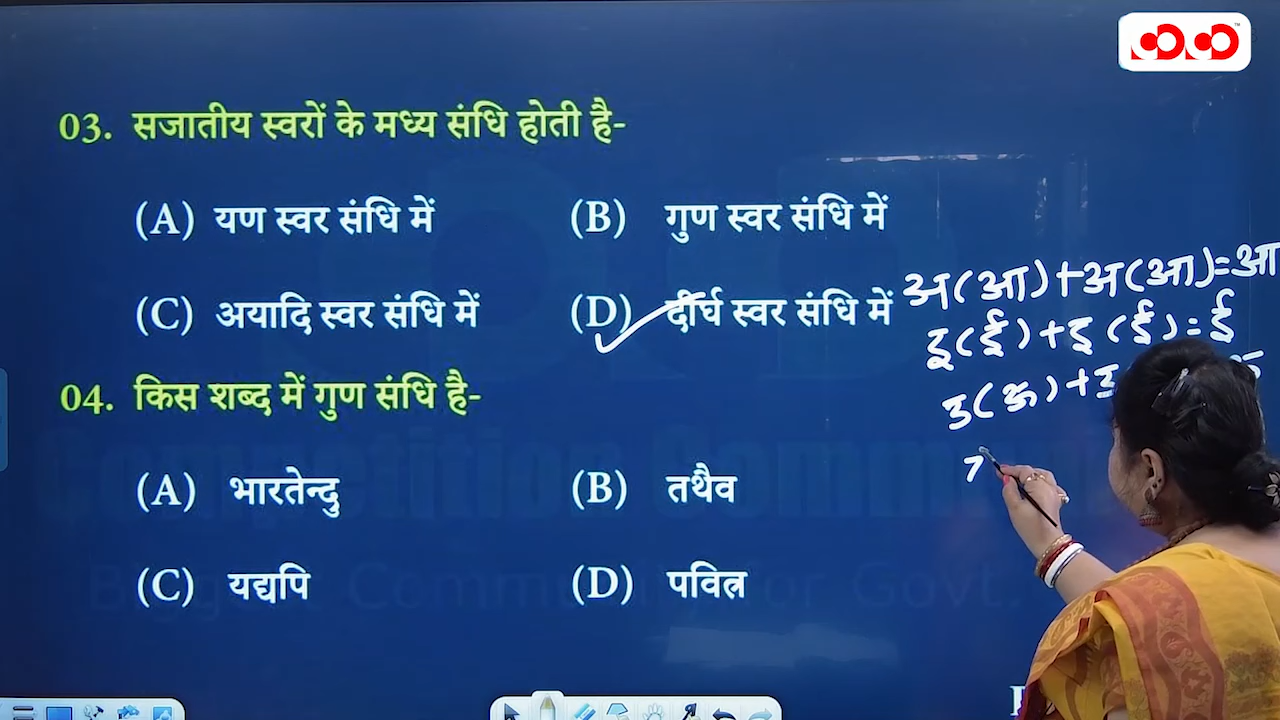 03. सजातीय स्वरों के मध्य संधि होती है-
(A) यण स्वर संधि में (B) गुण स्वर संधि में
(C) अयादि स्वर संधि में (D) दीर्घ स्वर संधि में
अ(आ)+अ(आ)=आ
इ(ई)+इ(ई)=ई
उ(ऊ)+उ
04. किस शब्द में गुण संधि है-
(A) भारतेन्दु (B) तथैव
(C) यद्यपि (D) पवित्र